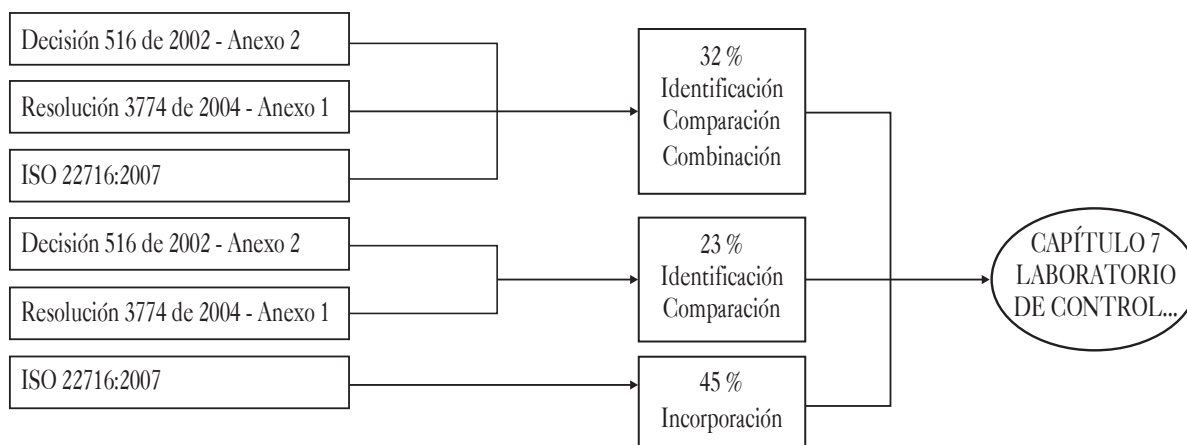 Decisión 516 de 2002 - Anexo 2
Resolución 3774 de 2004 - Anexo 1
ISO 22716:2007
32 %
Identificación
Comparación
Combinación
Decisión 516 de 2002 - Anexo 2
Resolución 3774 de 2004 - Anexo 1
23 %
Identificación
Comparación
ISO 22716:2007
45 %
Incorporación
CAPÍTULO 7
LABORATORIO
DE CONTROL...